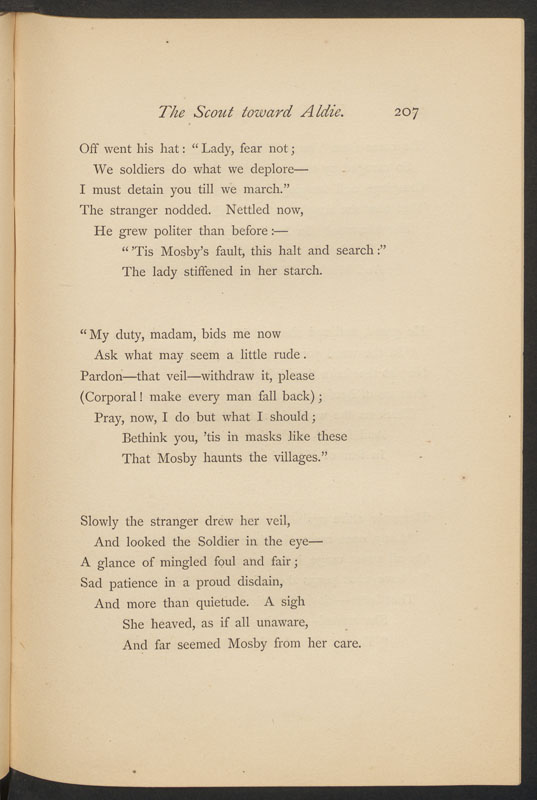 The Scout toward Aldie. 207
Off went his hat: “Lady, fear not;
We soldiers do what we deplore—
I must detain you till we march.”
The stranger nodded. Nettled now,
He grew politer than before:—
“’Tis Mosby’s fault, this halt and search:”
The lady stiffened in her starch.
“My duty, madam, bids me now
Ask what may seem a little rude.
Pardon—that veil—withdraw it, please
(Corporal! make every man fall back);
Pray, now, I do but what I should;
Bethink you, ’tis in masks like these
That Mosby haunts the villages.”
Slowly the stranger drew her veil,
And looked the Soldier in the eye—
A glance of mingled foul and fair;
Sad patience in a proud disdain,
And more than quietude. A sigh
She heaved, as if all unaware,
And far seemed Mosby from her care.